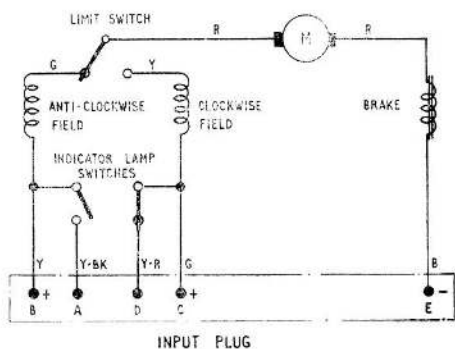 LIMIT SWITCH
R
M
R
G
Y
ANTI-CLOCKWISE
FIELD
CLOCKWISE
FIELD
BRAKE
INDICATOR LAMP
SWITCHES
Y
Y-BK
Y-R
G
B
+
+
-
B
A
D
C
E
INPUT PLUG